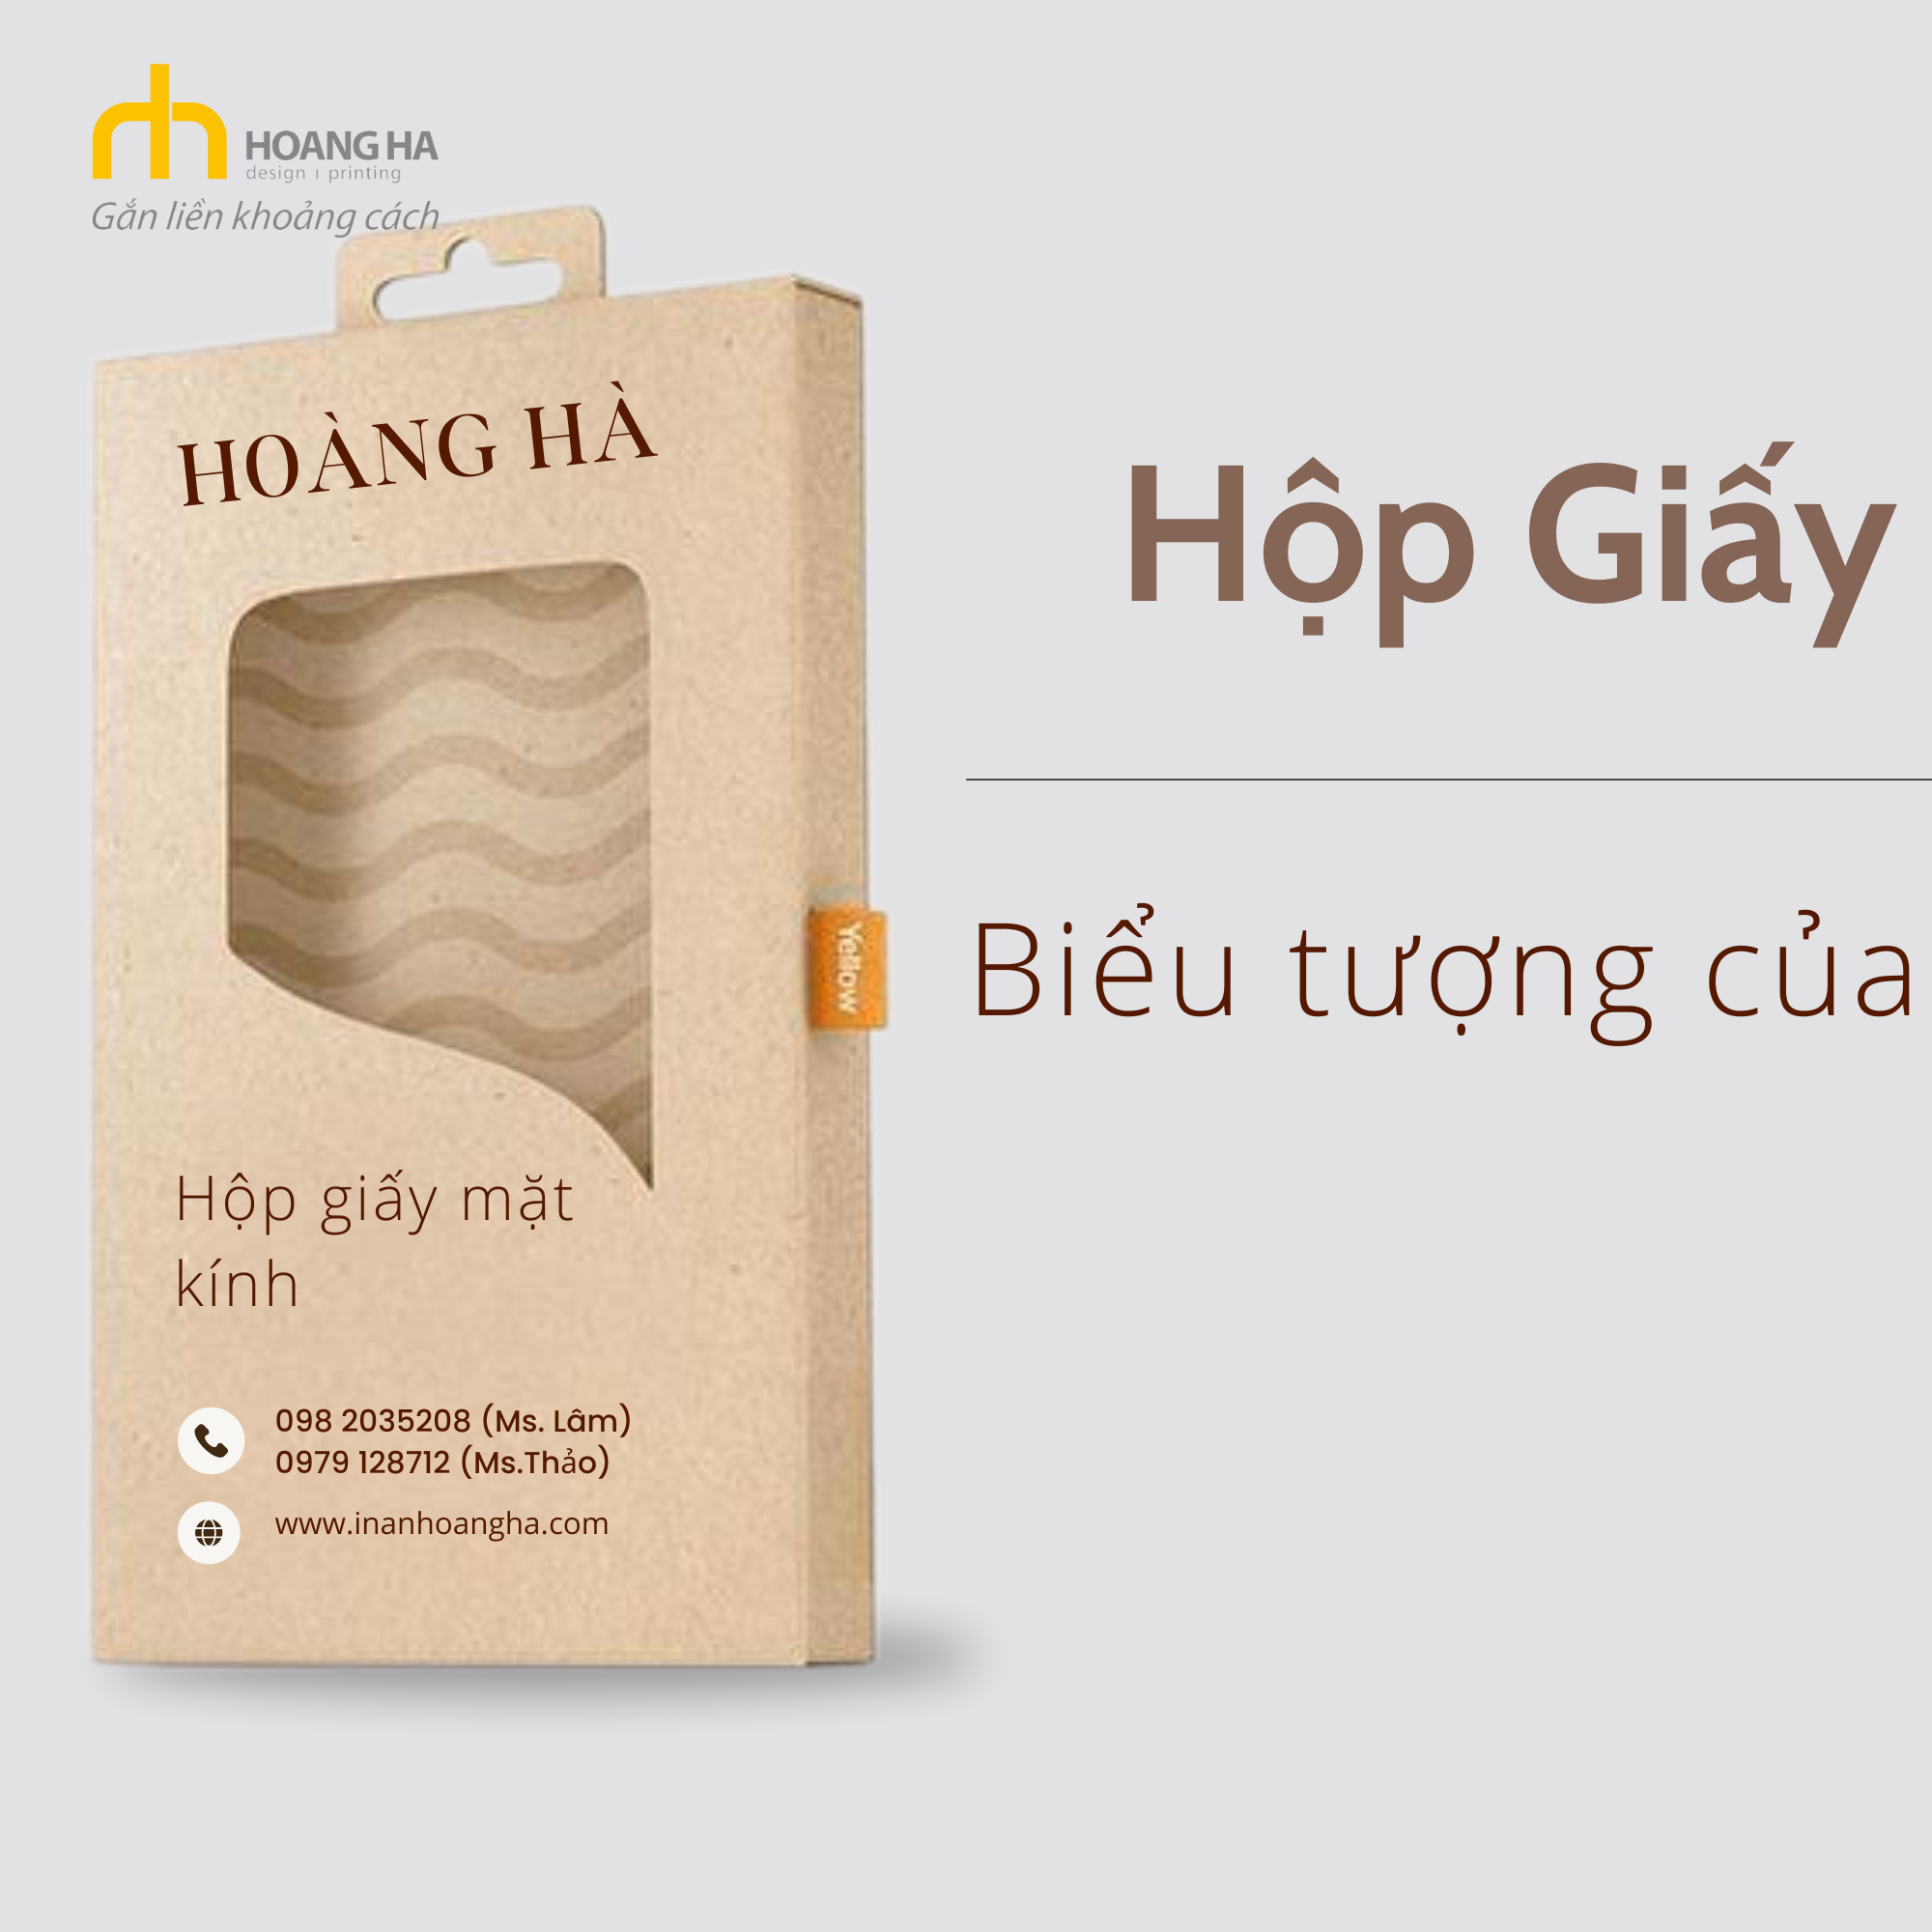 HOANG HA
design | printing
Gắn liền khoảng cách
HOÀNG HÀ
Hộp Giấy
Biểu tượng của
Yellow
Hộp giấy mặt
kính
098 2035208 (Ms. Lâm)
0979 128712 (Ms.Thảo)
www.inanhoangha.com